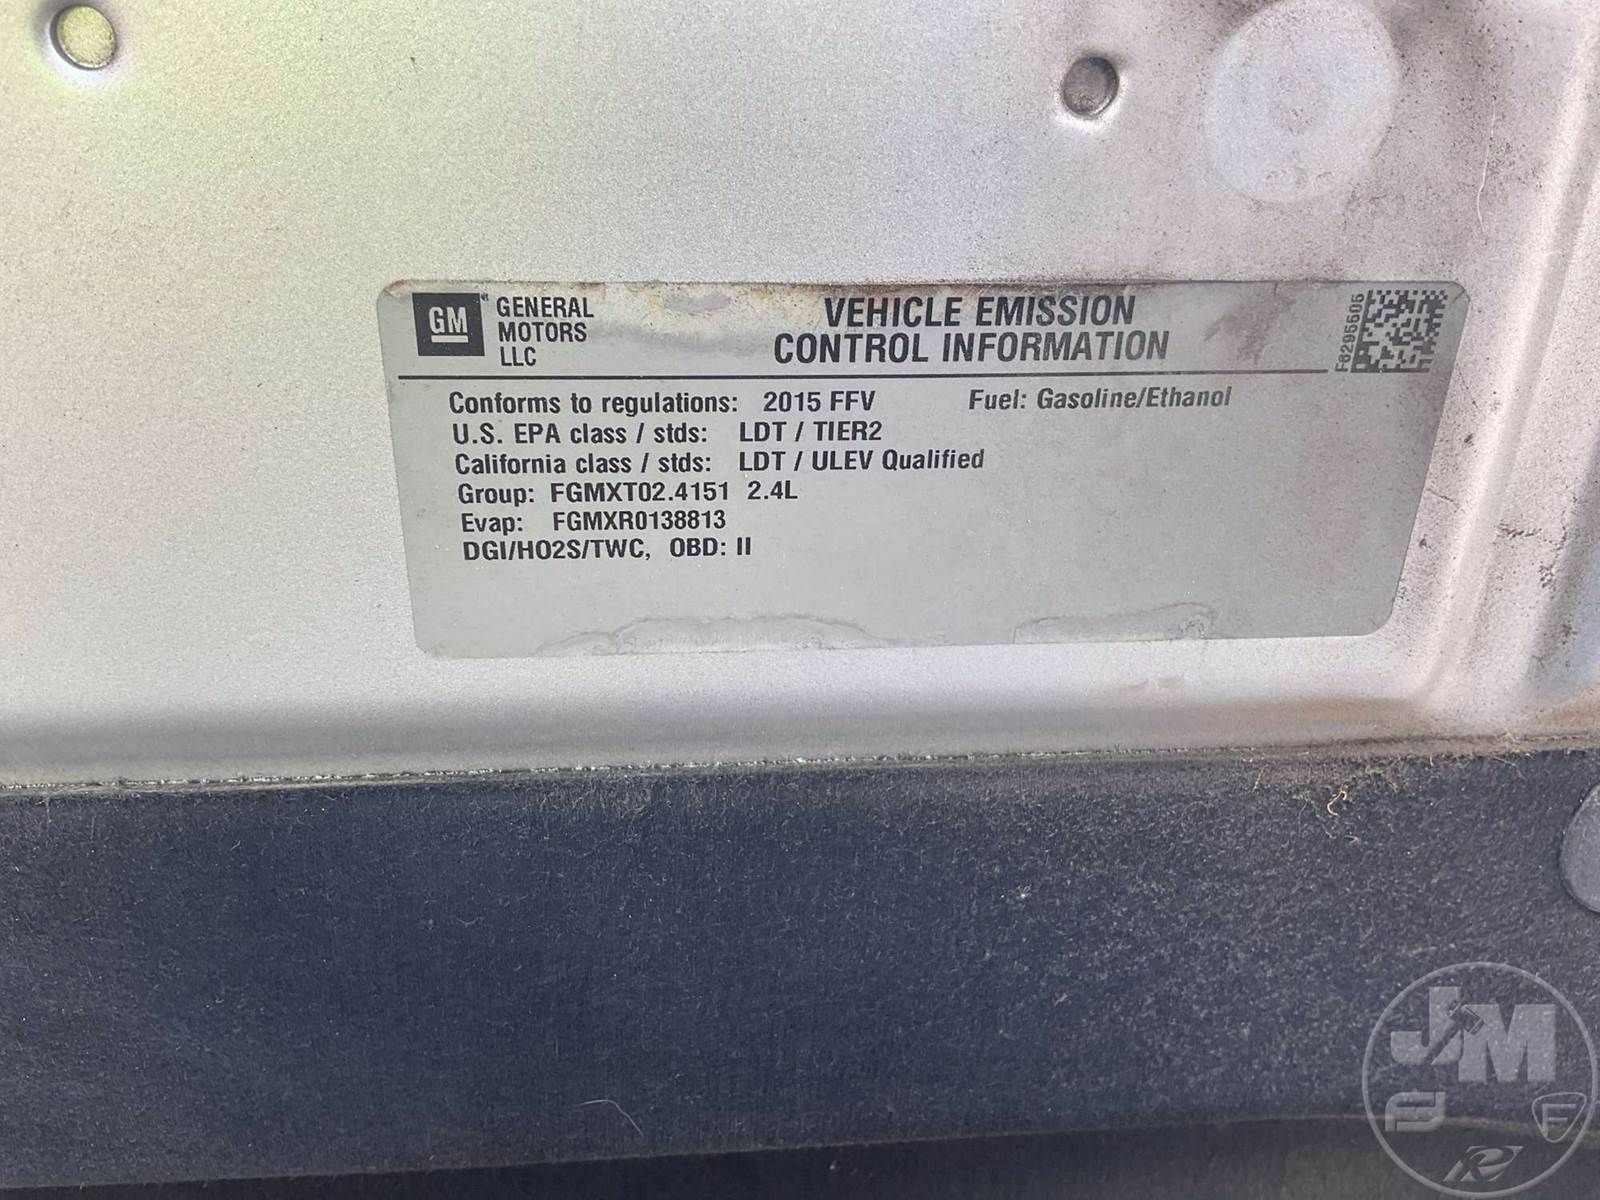 GM GENERAL MOTORS LLC
VEHICLE EMISSION
CONTROL INFORMATION
F8295606
Conforms to regulations: 2015 FFV Fuel: Gasoline/Ethanol
U.S. EPA class / stds: LDT / TIER2
California class / stds: LDT / ULEV Qualified
Group: FGMXT02.4151 2.4L
Evap: FGMXR0138813
DGI/HO2S/TWC, OBD: II
JM